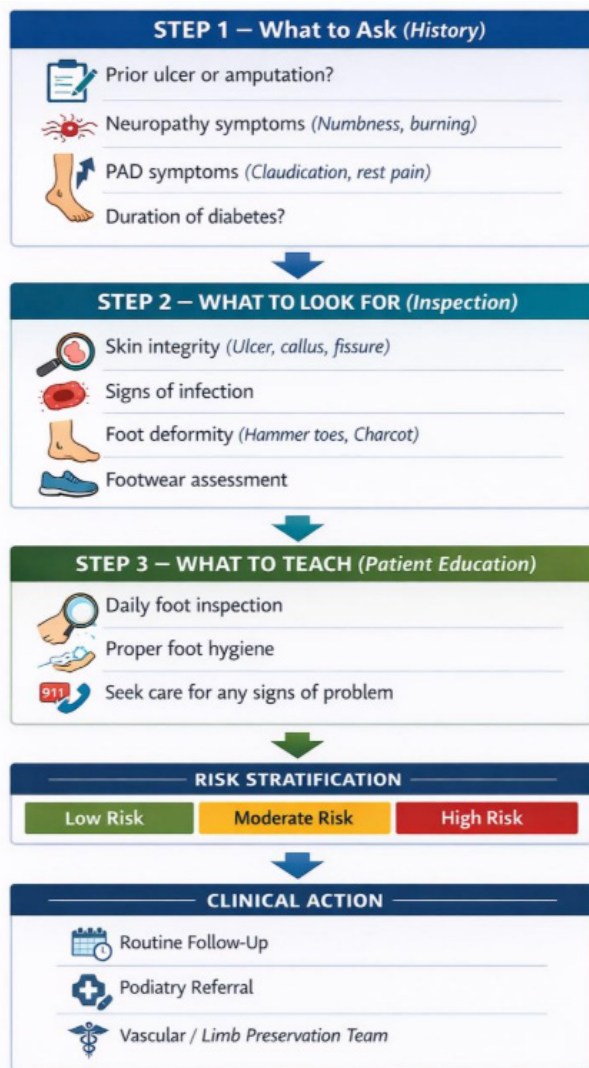 STEP 1 – What to Ask (History)
Prior ulcer or amputation?
Neuropathy symptoms (Numbness, burning)
PAD symptoms (Claudication, rest pain)
Duration of diabetes?
STEP 2 – WHAT TO LOOK FOR (Inspection)
Skin integrity (Ulcer, callus, fissure)
Signs of infection
Foot deformity (Hammer toes, Charcot)
Footwear assessment
STEP 3 – WHAT TO TEACH (Patient Education)
Daily foot inspection
Proper foot hygiene
911 Seek care for any signs of problem
RISK STRATIFICATION
Low Risk Moderate Risk High Risk
CLINICAL ACTION
Routine Follow-Up
Podiatry Referral
Vascular / Limb Preservation Team